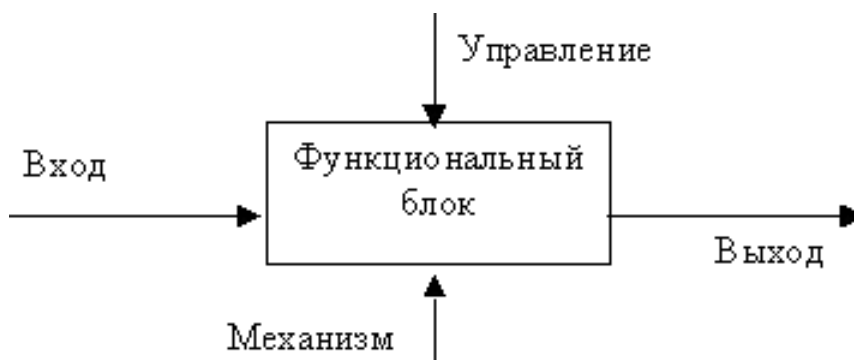 Управление
Вход
Функциональный
блок
Выход
Механизм